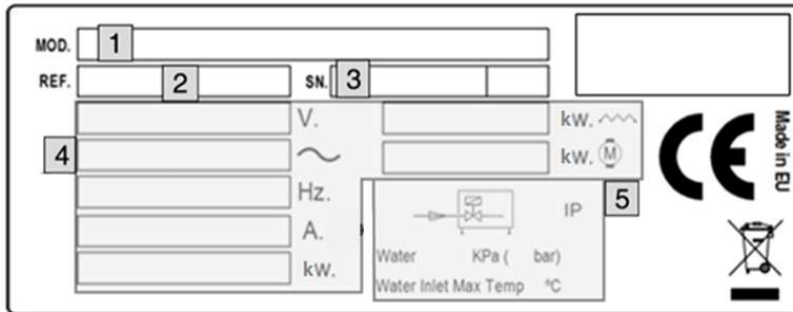 MOD. 1
REF. 2 SN. 3
V. kW.
4 kW. M
Hz. 5
IP
A.
Water KPa ( bar)
kW.
Water Inlet Max Temp °C
CE
Made in EU